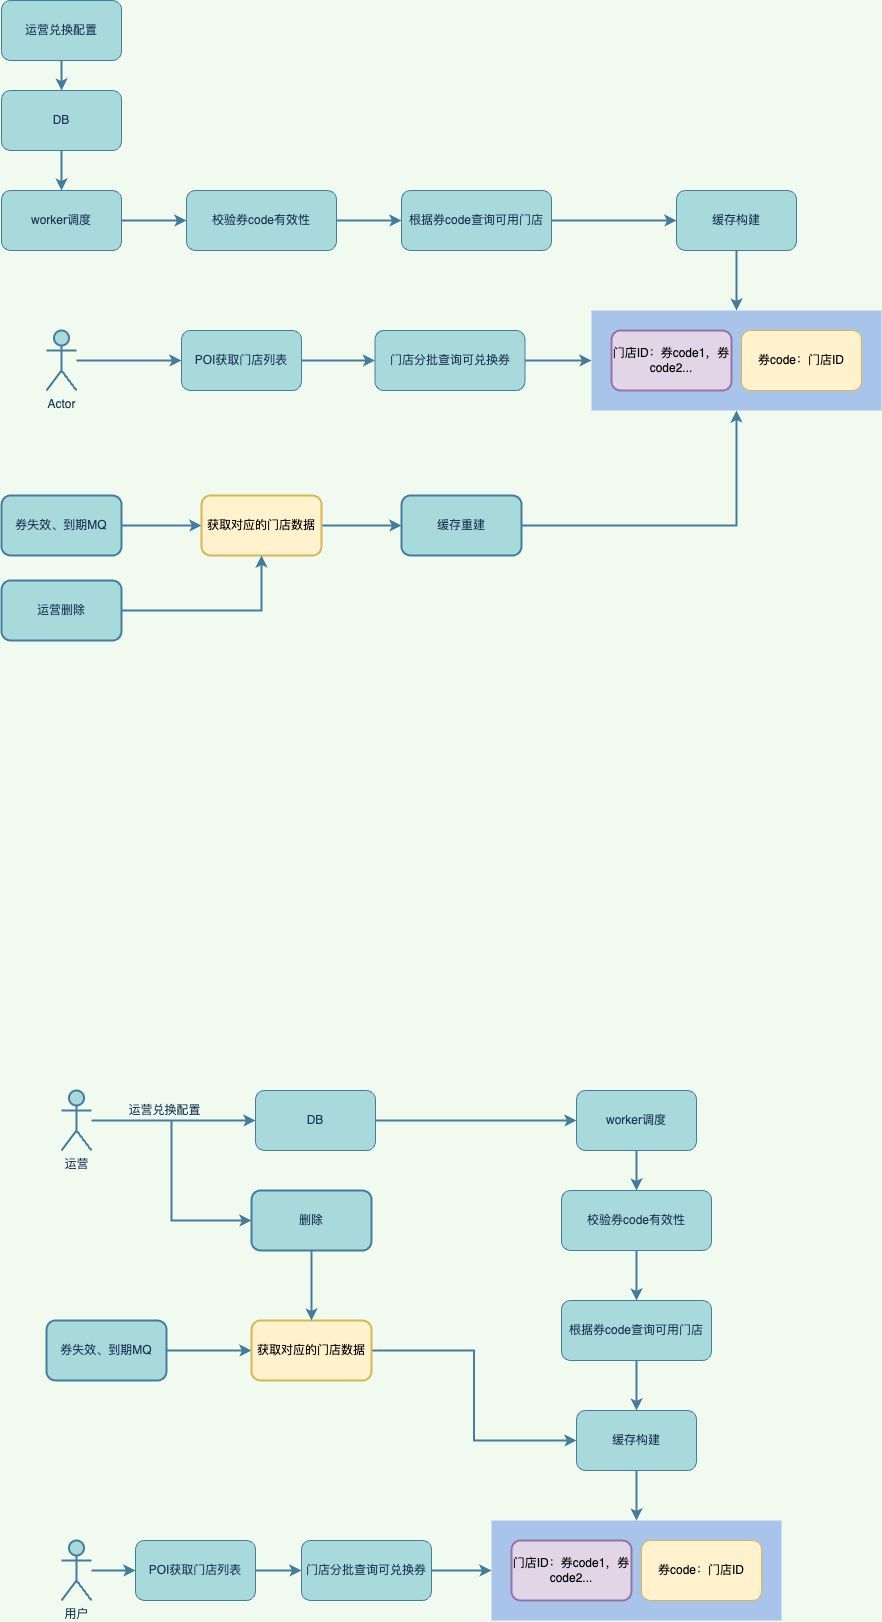 运营兑换配置
DB
worker调度
校验券code有效性
根据券code查询可用门店
缓存构建
Actor
POI获取门店列表
门店分批查询可兑换券
门店ID：券code1，券
code2...
券code：门店ID
券失效、到期MQ
获取对应的门店数据
缓存重建
运营删除
运营
运营兑换配置
DB
worker调度
删除
校验券code有效性
券失效、到期MQ
获取对应的门店数据
根据券code查询可用门店
缓存构建
用户
POI获取门店列表
门店分批查询可兑换券
门店ID：券code1，券
code2...
券code：门店ID